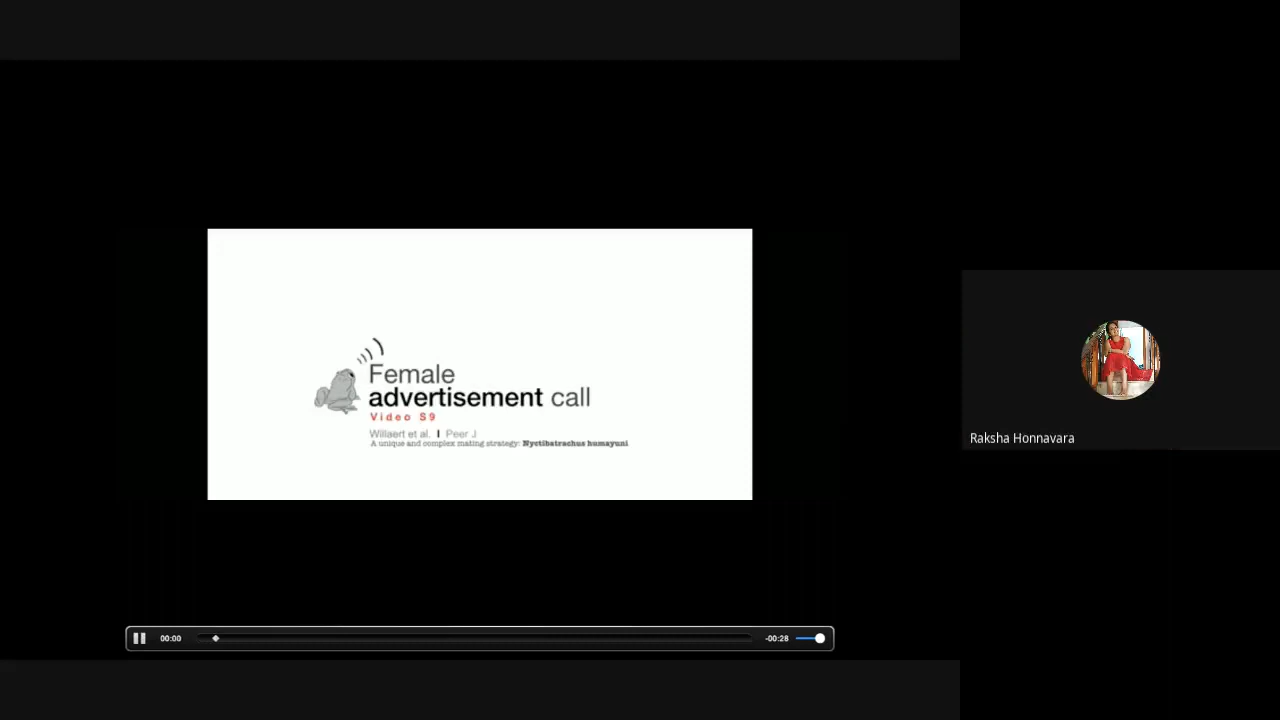 Female
advertisement call
Video S9
Willaert et al. I Peer J
A unique and complex mating strategy: Nyctibatrachus humayuni
Raksha Honnavara
00:00
-00:28